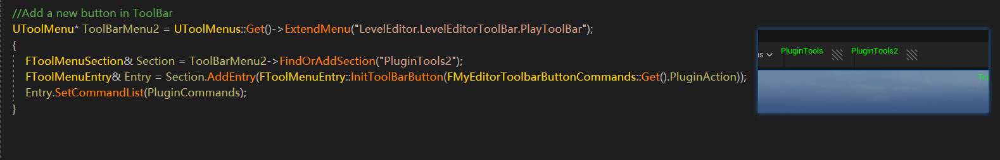 //Add a new button in ToolBar
UToolMenu* ToolBarMenu2 = UToolMenus::Get()->ExtendMenu("LevelEditor.LevelEditorToolBar.PlayToolBar");
{
FToolMenuSection& Section = ToolBarMenu2->FindOrAddSection("PluginTools2");
FToolMenuEntry& Entry = Section.AddEntry(FToolMenuEntry::InitToolBarButton(FMyEditorToolbarButtonCommands::Get().PluginAction));
Entry.SetCommandList(PluginCommands);
}
PluginTools PluginTools2